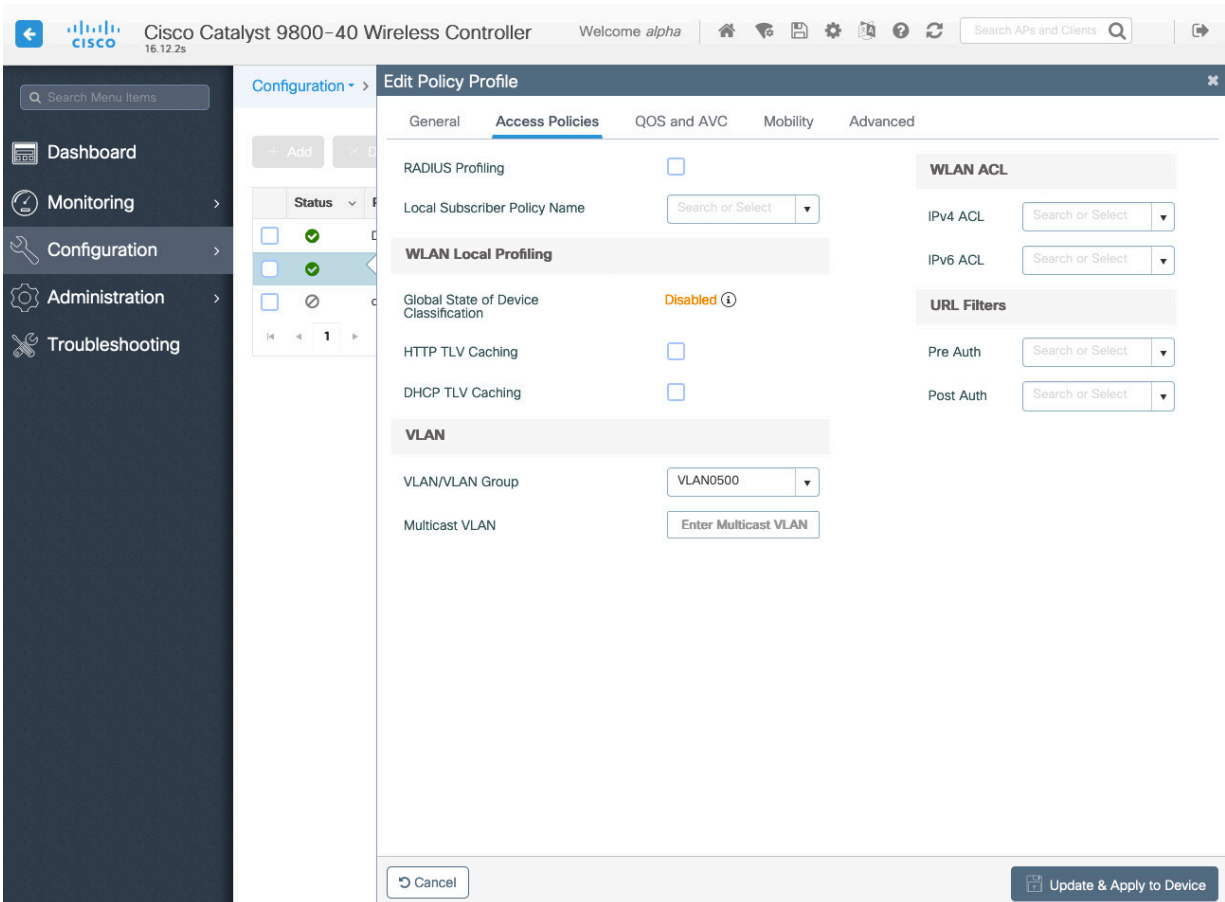 CISCO
Cisco Catalyst 9800-40 Wireless Controller
16.12.2s
Welcome alpha
Search APs and Clients
Search Menu Items
Dashboard
Monitoring
Configuration
Administration
Troubleshooting
Configuration
Add
Status
1
Edit Policy Profile
General Access Policies QOS and AVC Mobility Advanced
RADIUS Profiling
Local Subscriber Policy Name Search or Select
WLAN Local Profiling
Global State of Device
Classification
Disabled
HTTP TLV Caching
DHCP TLV Caching
VLAN
VLAN/VLAN Group VLAN0500
Multicast VLAN Enter Multicast VLAN
WLAN ACL
IPv4 ACL Search or Select
IPv6 ACL Search or Select
URL Filters
Pre Auth Search or Select
Post Auth Search or Select
Cancel
Update & Apply to Device